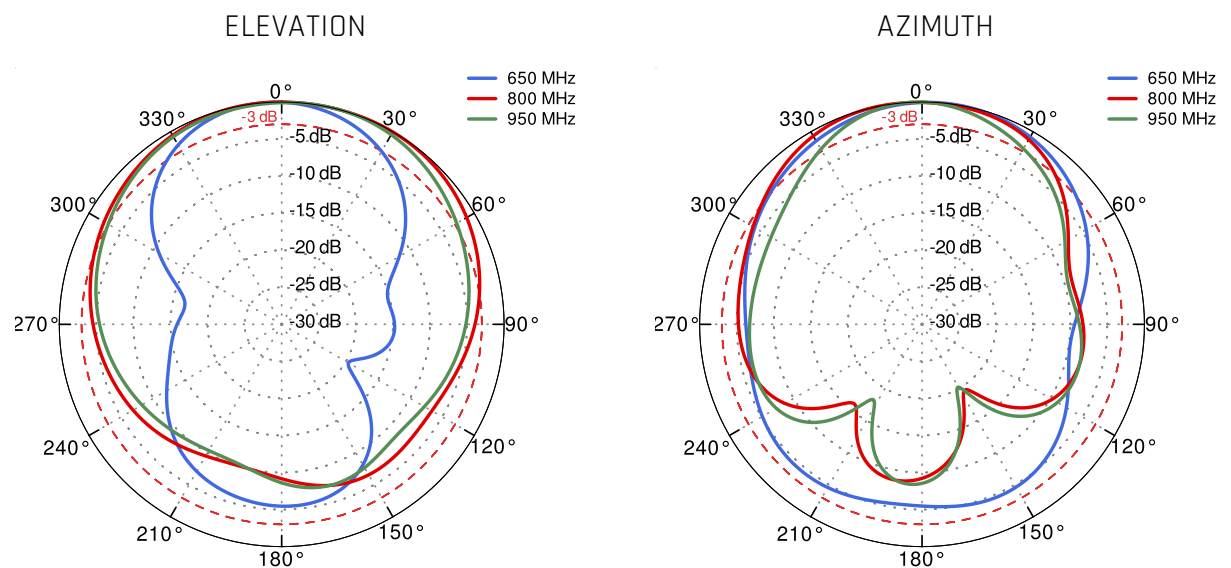 ELEVATION
650 MHz
800 MHz
950 MHz
0°
330°
-3 dB
30°
-5 dB
-10 dB
300°
60°
-15 dB
-20 dB
-25 dB
270°
-30 dB
90°
240°
120°
210°
150°
180°
AZIMUTH
650 MHz
800 MHz
950 MHz
0°
330°
-3 dB
30°
-5 dB
-10 dB
300°
60°
-15 dB
-20 dB
-25 dB
270°
-30 dB
90°
240°
120°
210°
150°
180°